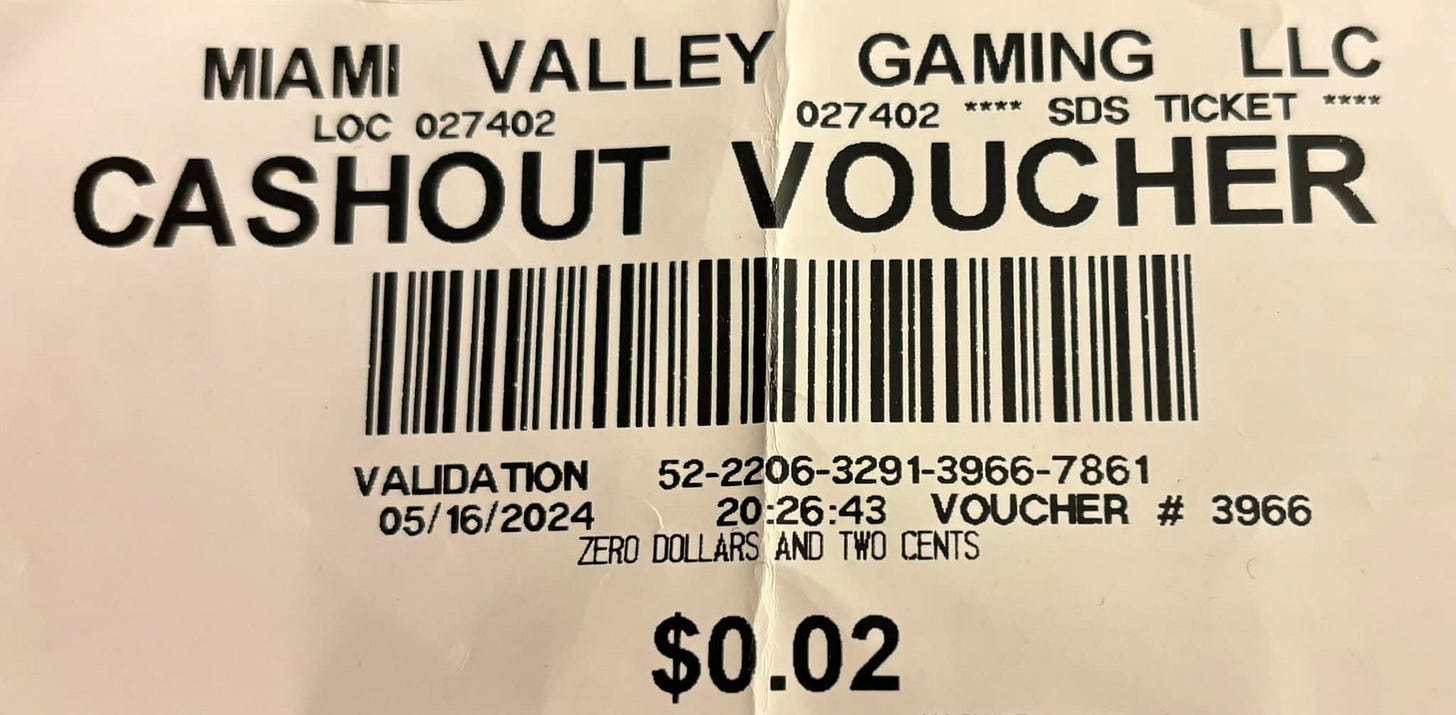 MIAMI VALLEY GAMING LLC
LOC 027402 027402 **** SDS TICKET ****
CASHOUT VOUCHER
VALIDATION 52-2206-3291-3966-7861
05/16/2024 20:26:43 VOUCHER # 3966
ZERO DOLLARS AND TWO CENTS
$0.02